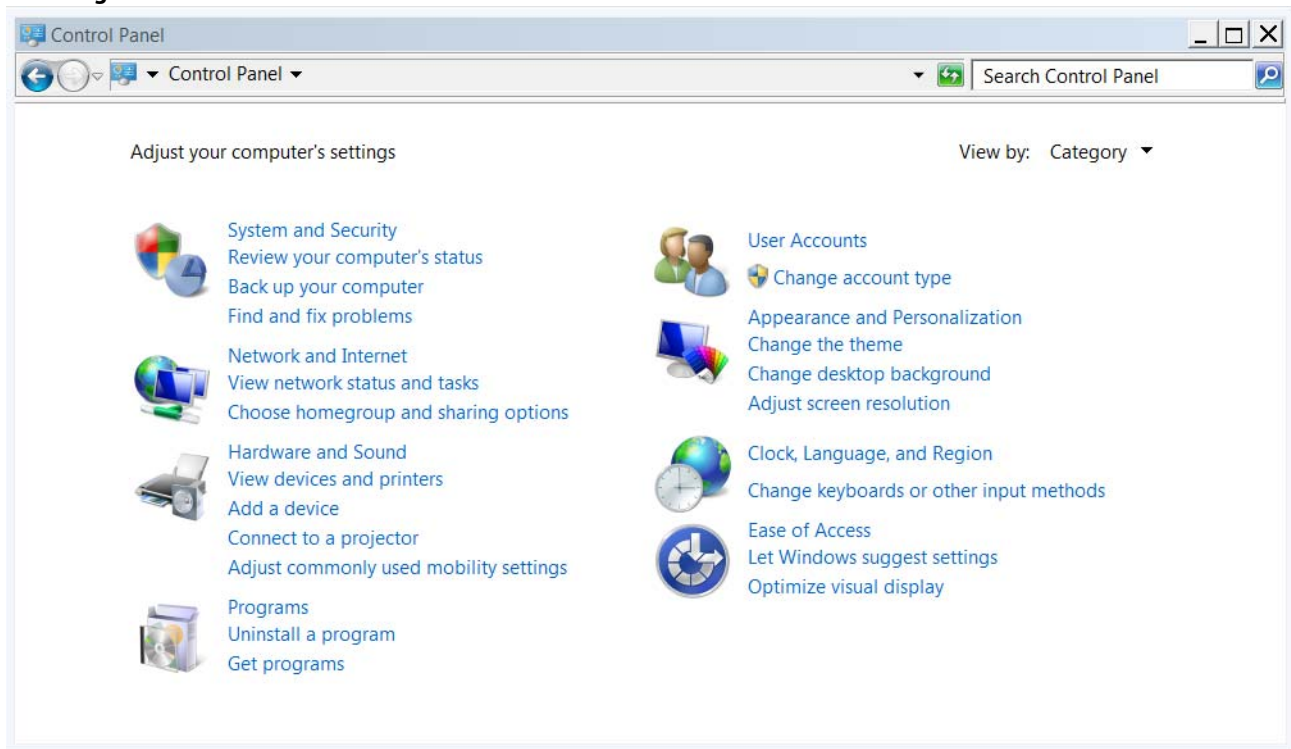 Control Panel
Control Panel
Search Control Panel
Adjust your computer's settings
View by: Category
System and Security
Review your computer's status
Back up your computer
Find and fix problems
Network and Internet
View network status and tasks
Choose homegroup and sharing options
Hardware and Sound
View devices and printers
Add a device
Connect to a projector
Adjust commonly used mobility settings
Programs
Uninstall a program
Get programs
User Accounts
Change account type
Appearance and Personalization
Change the theme
Change desktop background
Adjust screen resolution
Clock, Language, and Region
Change keyboards or other input methods
Ease of Access
Let Windows suggest settings
Optimize visual display